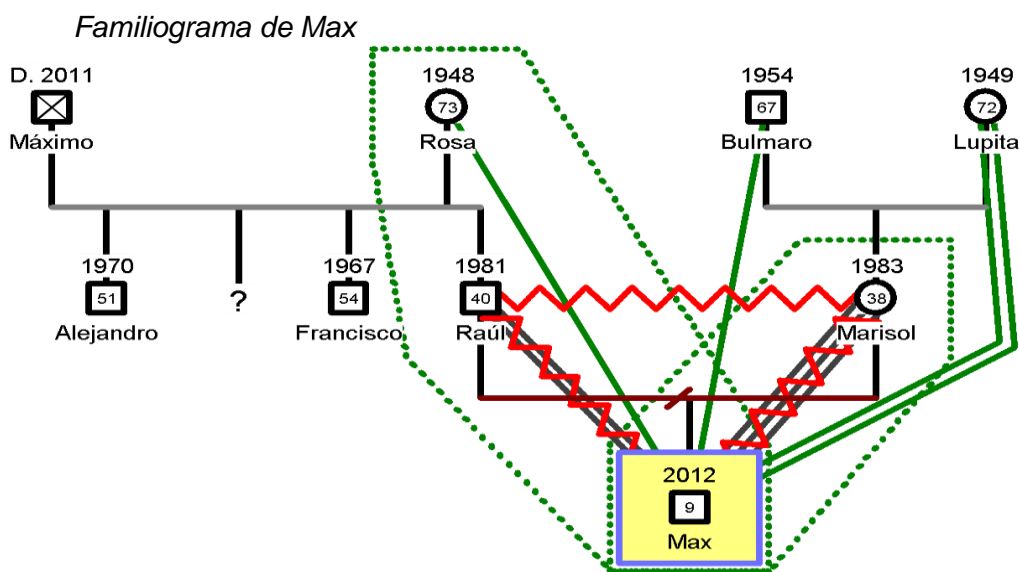 Familiograma de Max
D. 2011
1948
1954
1949
73
67
72
Máximo
Rosa
Bulmaro
Lupita
1970
1967
1981
1983
51
?
54
40
38
Alejandro
Francisco
Raúl
Marisol
2012
9
Max